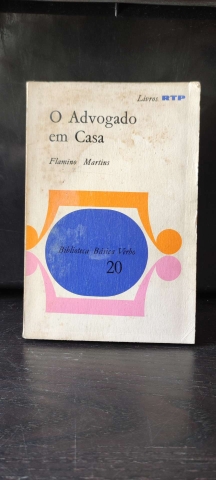 Livros RTP
O Advogado
em Casa
Flamino Martins
Biblioteca Básica Verbo
20